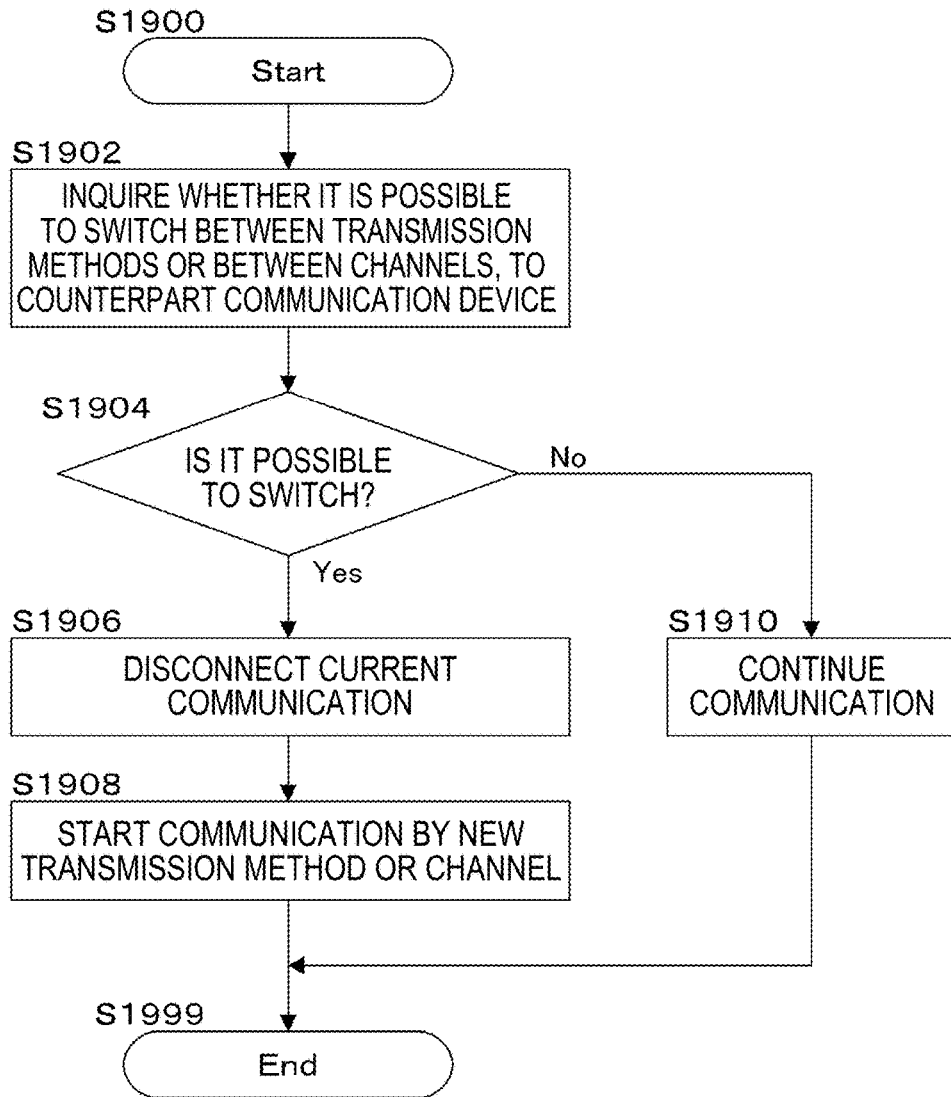 S1900
Start
S1902
INQUIRE WHETHER IT IS POSSIBLE
TO SWITCH BETWEEN TRANSMISSION
METHODS OR BETWEEN CHANNELS, TO
COUNTERPART COMMUNICATION DEVICE
S1904
IS IT POSSIBLE
TO SWITCH?
No
Yes
S1906
DISCONNECT CURRENT
COMMUNICATION
S1910
CONTINUE
COMMUNICATION
S1908
START COMMUNICATION BY NEW
TRANSMISSION METHOD OR CHANNEL
S1999
End